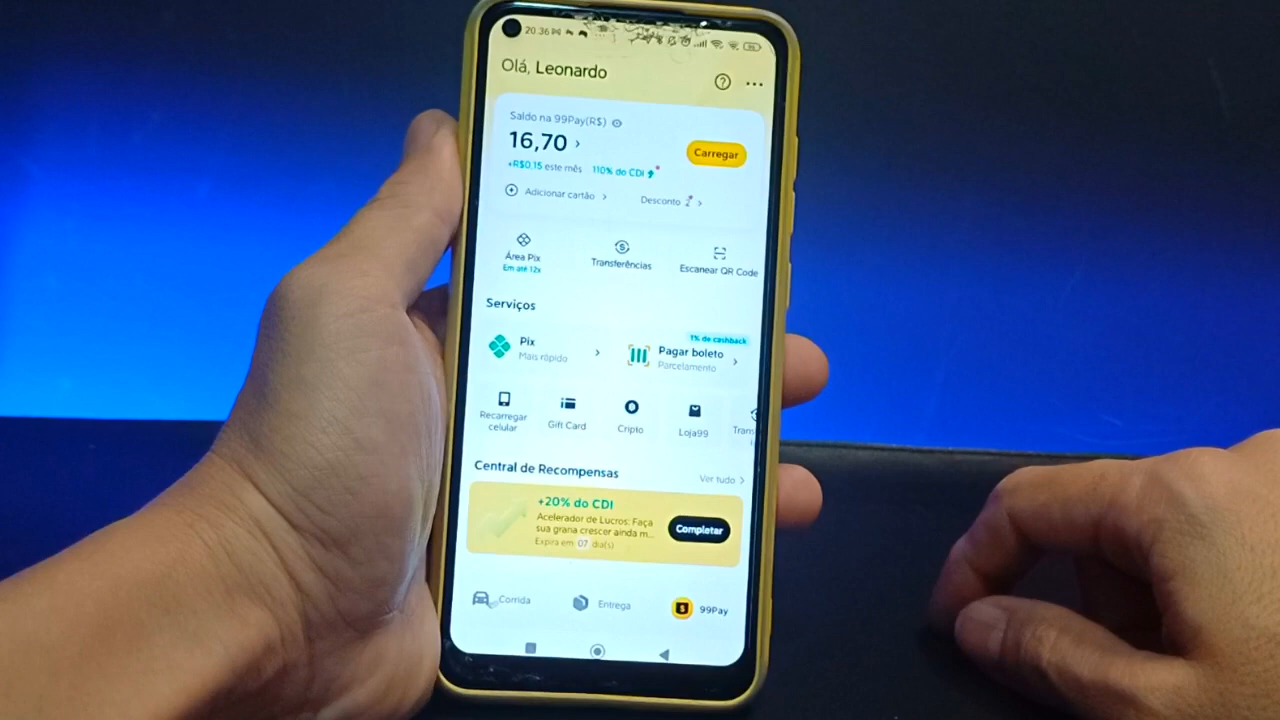 20.36
Olá, Leonardo
Saldo na 99Pay(R$)
16,70 >
Carregar
+R$0,15 este mês 110% do CDI
Adicionar cartão >
Desconto >
Área Pix
Em até 12x
Transferências
Escanear QR Code
Serviços
Pix
Mais rápido
1% de cashback
Pagar boleto
Parcelamento
Recarregar
celular
Gift Card
Cripto
Loja99
Trans
Central de Recompensas
Ver tudo >
+20% do CDI
Acelerador de Lucros: Faça
sua grana crescer ainda m...
Expira em 07 dia(s)
Completar
Corrida
Entrega
99Pay